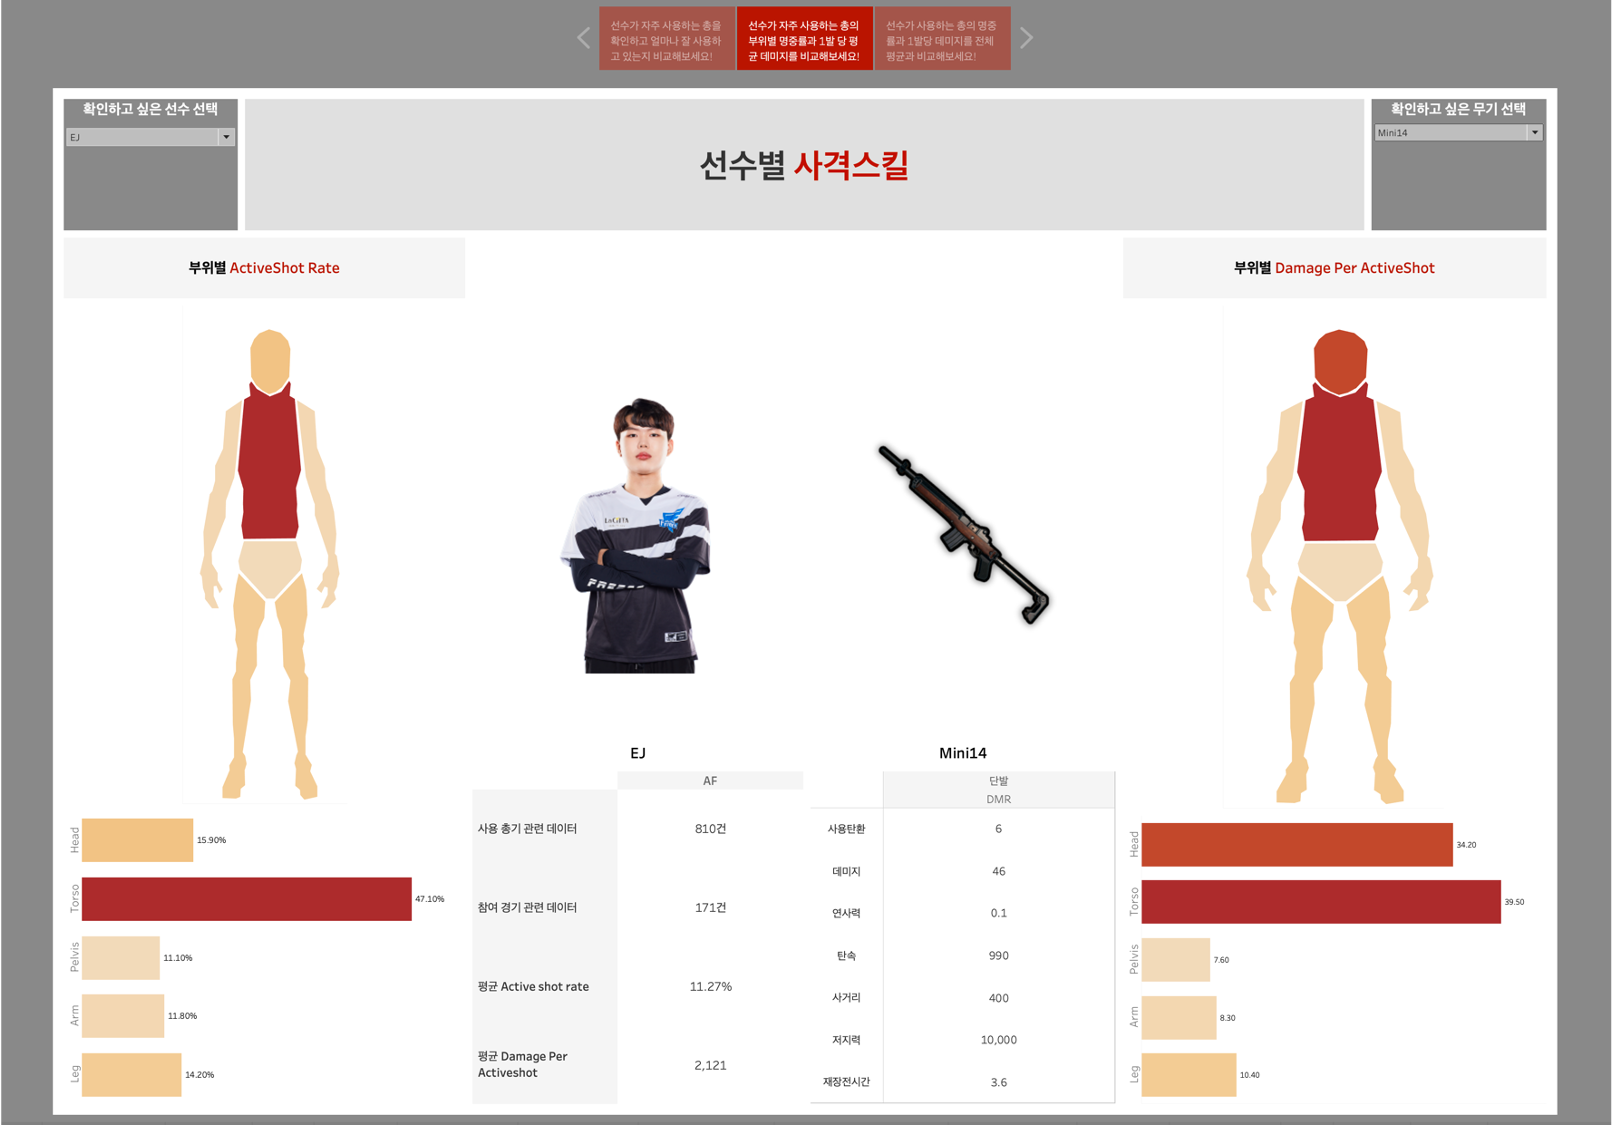 선수가 자주 사용하는 총을
확인하고 얼마나 잘 사용하
고 있는지 비교해보세요!
선수가 자주 사용하는 총의
부위별 명중률과 1발 당 평
균 데미지를 비교해보세요!
선수가 사용하는 총의 명중
률과 1발당 데미지를 전체
평균과 비교해보세요!
확인하고 싶은 선수 선택
EJ
선수별 사격스킬
확인하고 싶은 무기 선택
Mini14
부위별 ActiveShot Rate
부위별 Damage Per ActiveShot
EJ
AF
사용 총기 관련 데이터 810건
참여 경기 관련 데이터 171건
평균 Active shot rate 11.27%
평균 Damage Per
Activeshot
2,121
Mini14
단발
DMR
사용탄환 6
데미지 46
연사력 0.1
탄속 990
사거리 400
저지력 10,000
재장전시간 3.6
Head 15.90%
Torso 47.10%
Pelvis 11.10%
Arm 11.80%
Leg 14.20%
Head 34.20
Torso 39.50
Pelvis 7.60
Arm 8.30
Leg 10.40